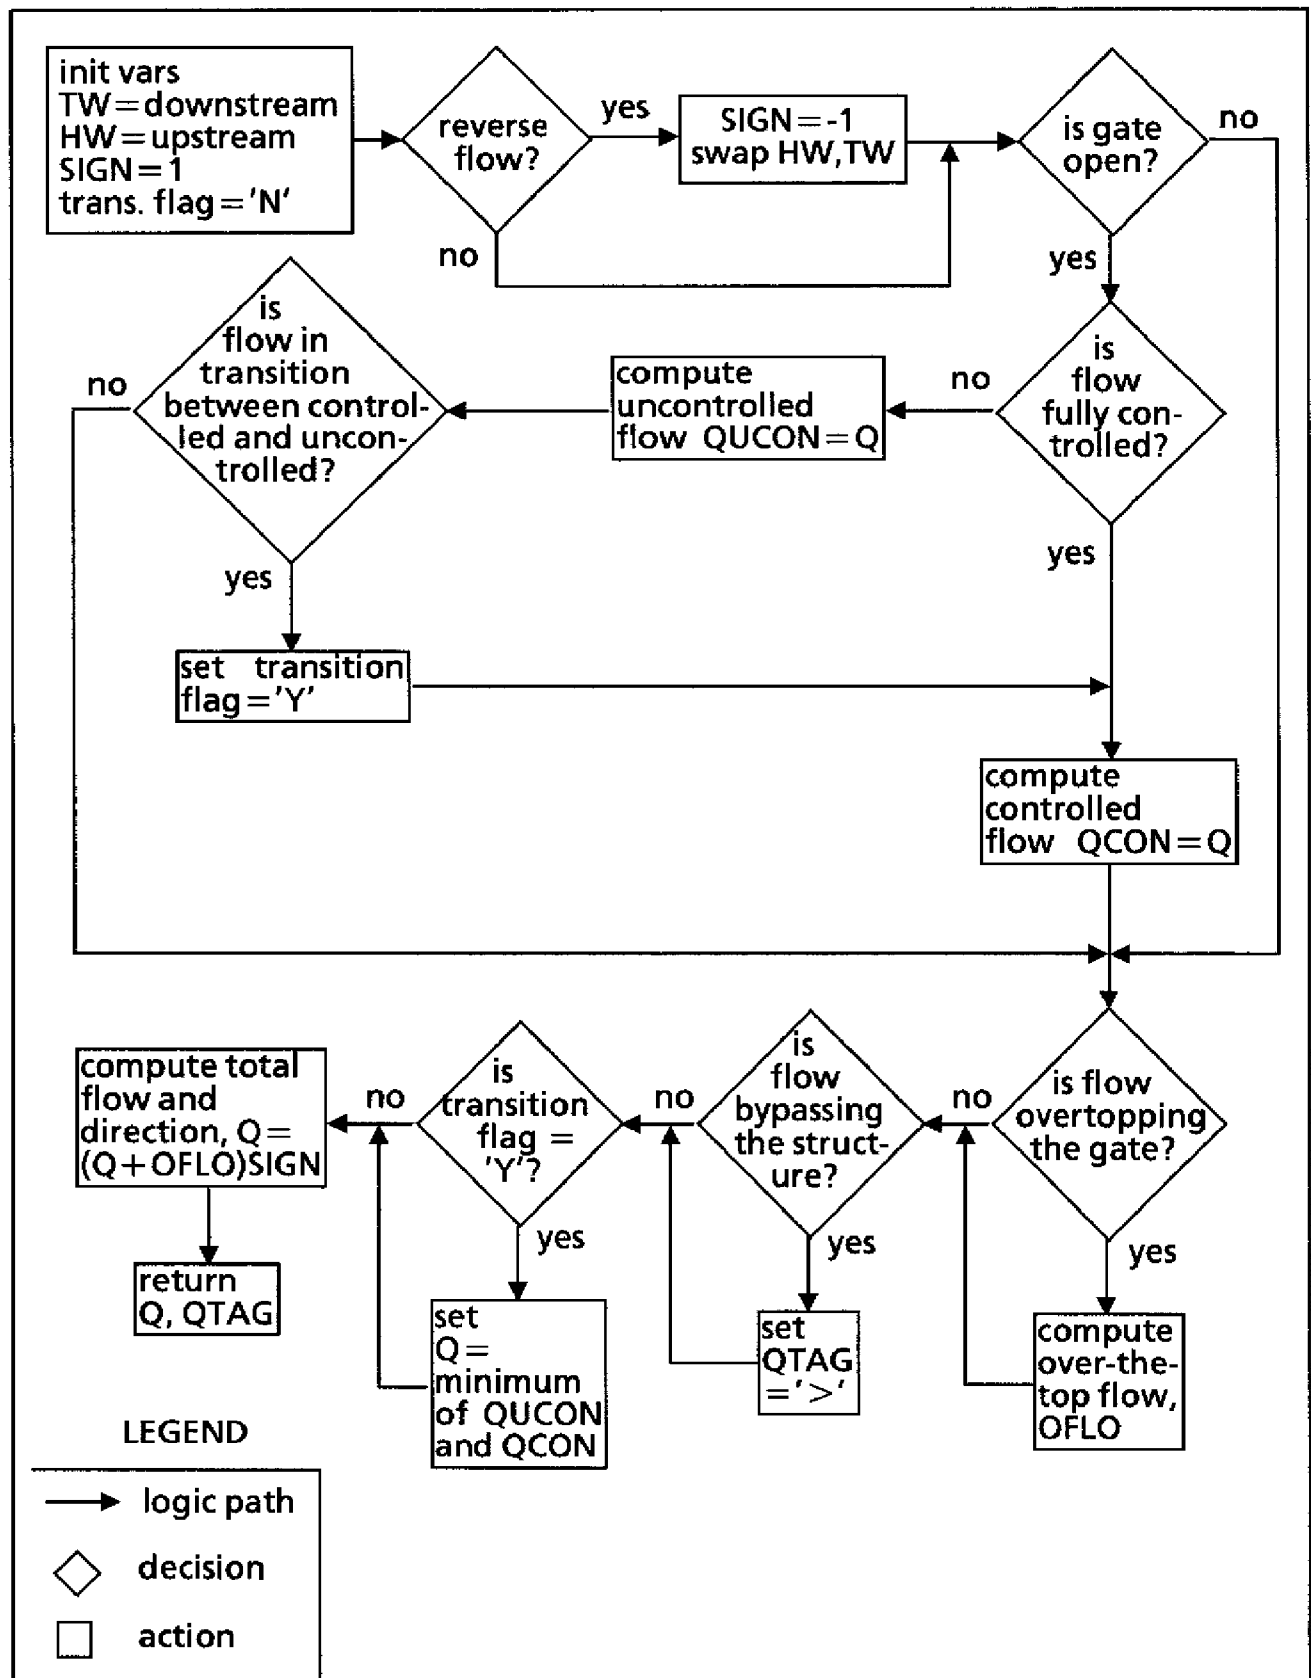 init vars
TW=downstream
HW=upstream
SIGN=1
trans. flag='N'
reverse
flow?
yes
no
SIGN=-1
swap HW,TW
is gate
open?
no
yes
is
flow
fully con-
trolled?
no
yes
compute
uncontrolled
flow QUCON=Q
is
flow in
transition
between control-
led and uncon-
trolled?
no
yes
set transition
flag='Y'
compute
controlled
flow QCON=Q
is flow
overtopping
the gate?
no
yes
compute
over-the-
top flow,
OFLO
is
flow
bypassing
the struct-
ure?
no
yes
set
QTAG
='>'
is
transition
flag =
'Y'?
no
yes
set
Q=
minimum
of QUCON
and QCON
compute total
flow and
direction, Q=
(Q+OFLO)SIGN
return
Q, QTAG
LEGEND
logic path
decision
action